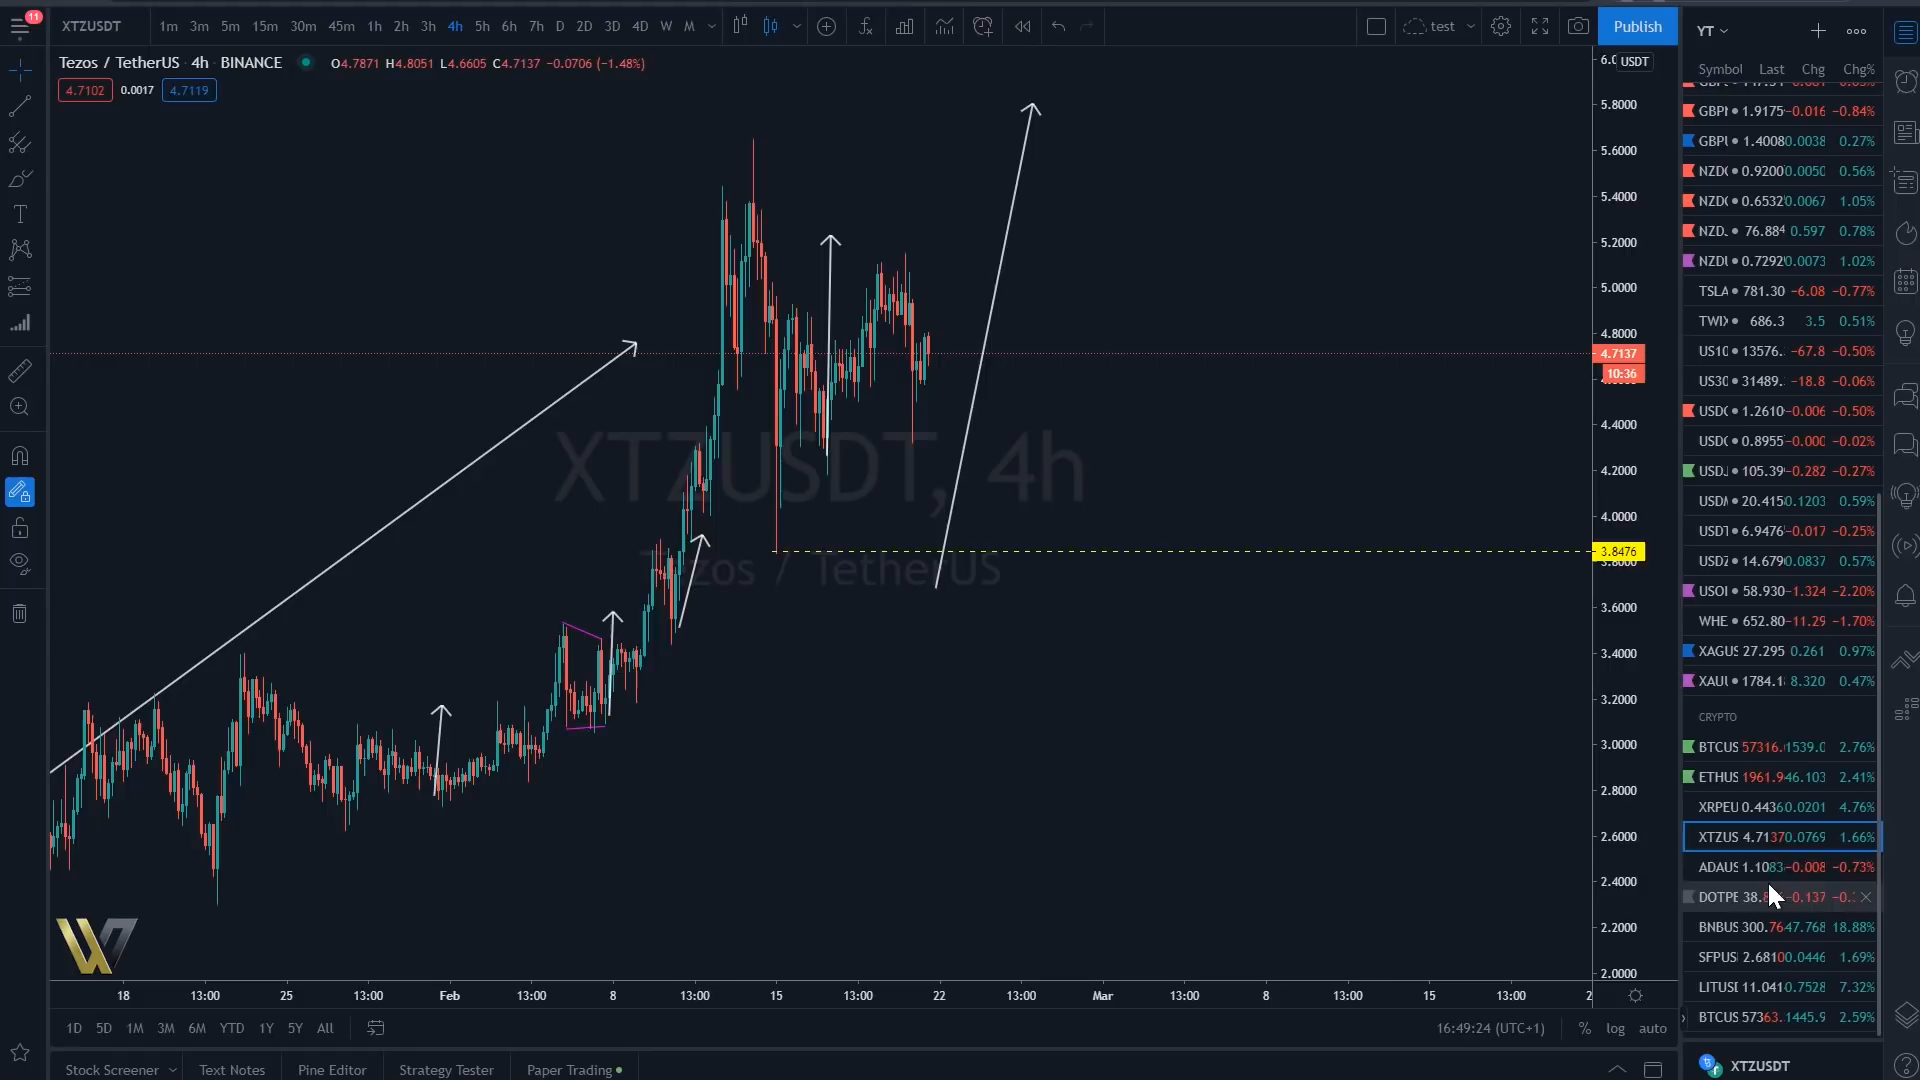 11
XTZUSDT 1m 3m 5m 15m 30m 45m 1h 2h 3h 4h 5h 6h 7h D 2D 3D 4D W M test Publish
Tezos / TetherUS · 4h · BINANCE O4.7871 H4.8051 L4.6605 C4.7137 −0.0706 (−1.48%)
4.7102 0.0017 4.7119
USDT
5.8000
5.6000
5.4000
5.2000
5.0000
4.8000
4.7137
10:36
4.4000
4.2000
4.0000
3.8476
3.6000
3.4000
3.2000
3.0000
2.8000
2.6000
2.4000
2.2000
2.0000
XTZUSDT, 4h
Tezos / TetherUS
18 13:00 25 13:00 Feb 13:00 8 13:00 15 13:00 22 13:00 Mar 13:00 8 13:00 15 13:00 2
1D 5D 1M 3M 6M YTD 1Y 5Y All 16:49:24 (UTC+1) % log auto
Stock Screener Text Notes Pine Editor Strategy Tester Paper Trading
YT
Symbol Last Chg Chg%
1.9175 −0.016 −0.84%
1.4008 0.0038 0.27%
0.9200 0.0050 0.56%
0.6532 0.0067 1.05%
NZDJ 76.884 0.597 0.78%
NZDU 0.7292 0.0073 1.02%
TSLA 781.30 −6.08 −0.77%
TWIX 686.3 3.5 0.51%
US10 13576. −67.8 −0.50%
US30 31489. −18.8 −0.06%
USDC 1.2610 −0.006 −0.50%
USDC 0.8955 −0.000 −0.02%
USDJ 105.39 −0.282 −0.27%
USDM 20.415 0.1203 0.59%
USDT 6.9476 −0.017 −0.25%
USDZ 14.679 0.0837 0.57%
USOI 58.930 −1.324 −2.20%
WHE 652.80 −11.29 −1.70%
XAGUS 27.295 0.261 0.97%
XAUU 1784.1 8.320 0.47%
CRYPTO
BTCUS 57316. 1539.0 2.76%
ETHUS 1961.9 46.103 2.41%
XRPEU 0.4436 0.0201 4.76%
XTZUS 4.7137 0.0769 1.66%
ADAUS 1.1083 −0.008 −0.73%
DOTPE 38. −0.137
BNBUS 300.76 47.768 18.88%
SFPUS 2.6810 0.0446 1.69%
LITUSI 11.041 0.7528 7.32%
BTCUS 57363. 1445.9 2.59%
XTZUSDT